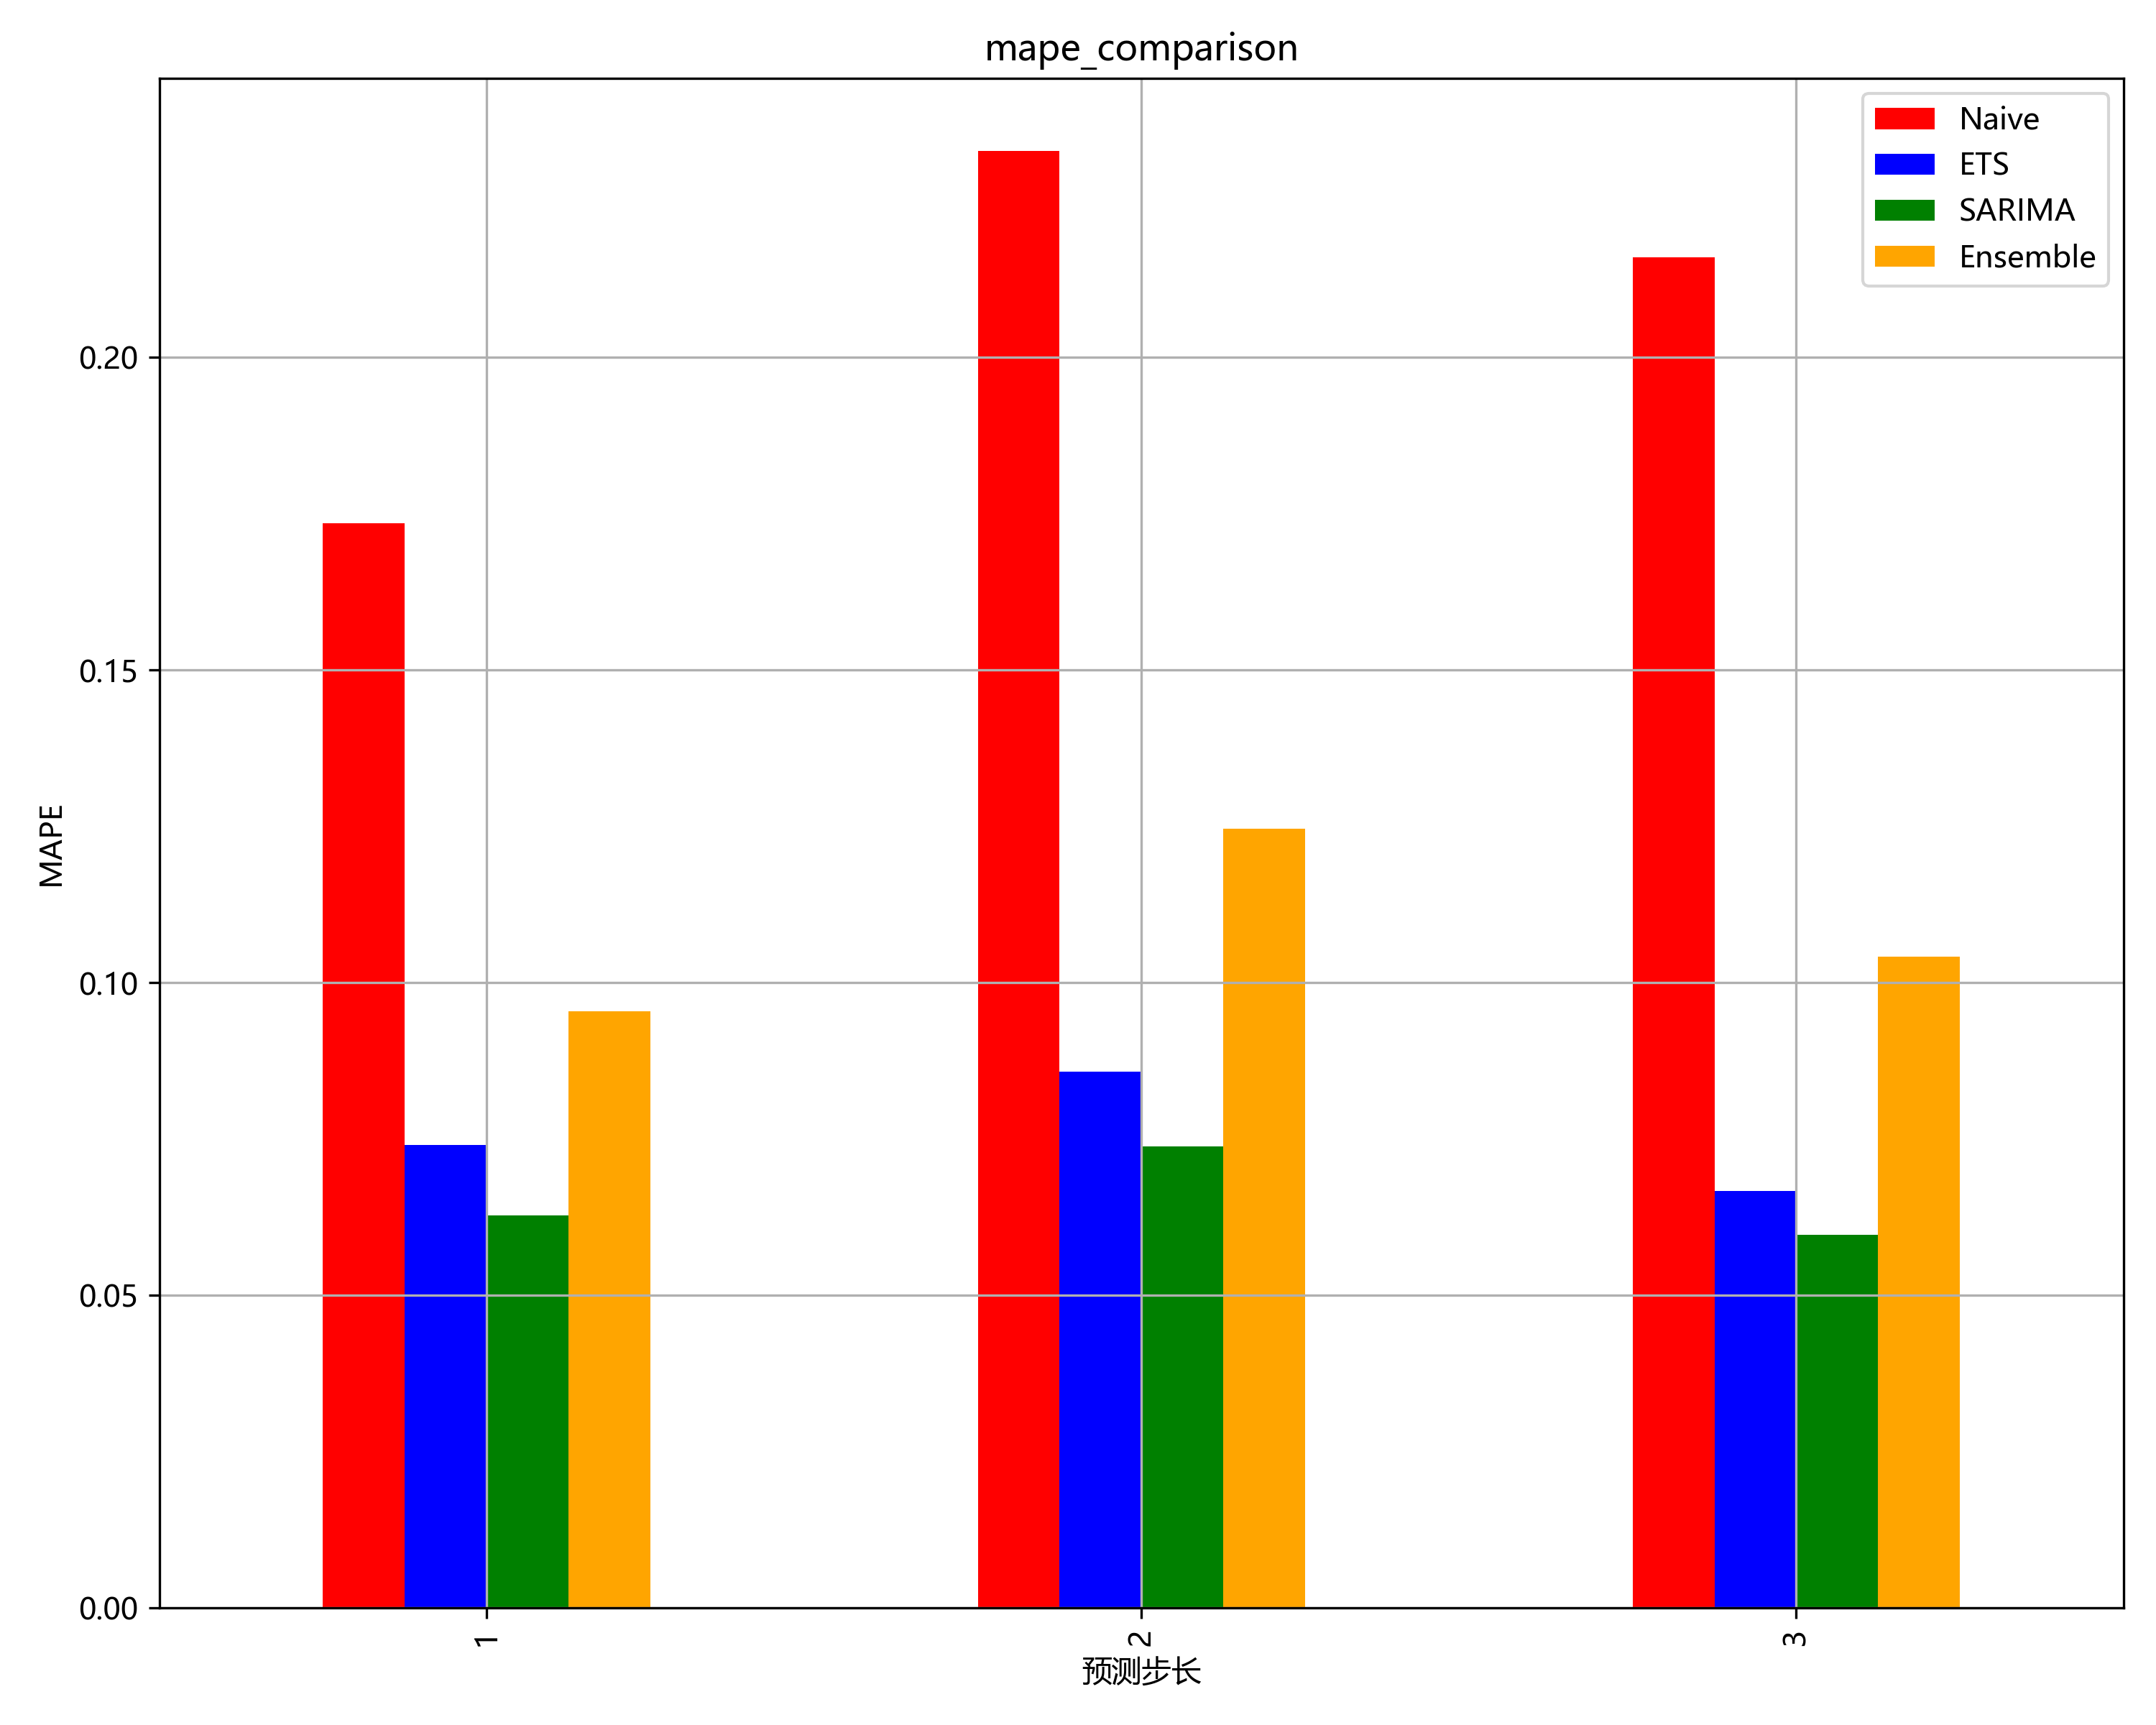 mape_comparison
Naive
ETS
SARIMA
Ensemble
MAPE
0.20
0.15
0.10
0.05
0.00
1
2
3
预测步长